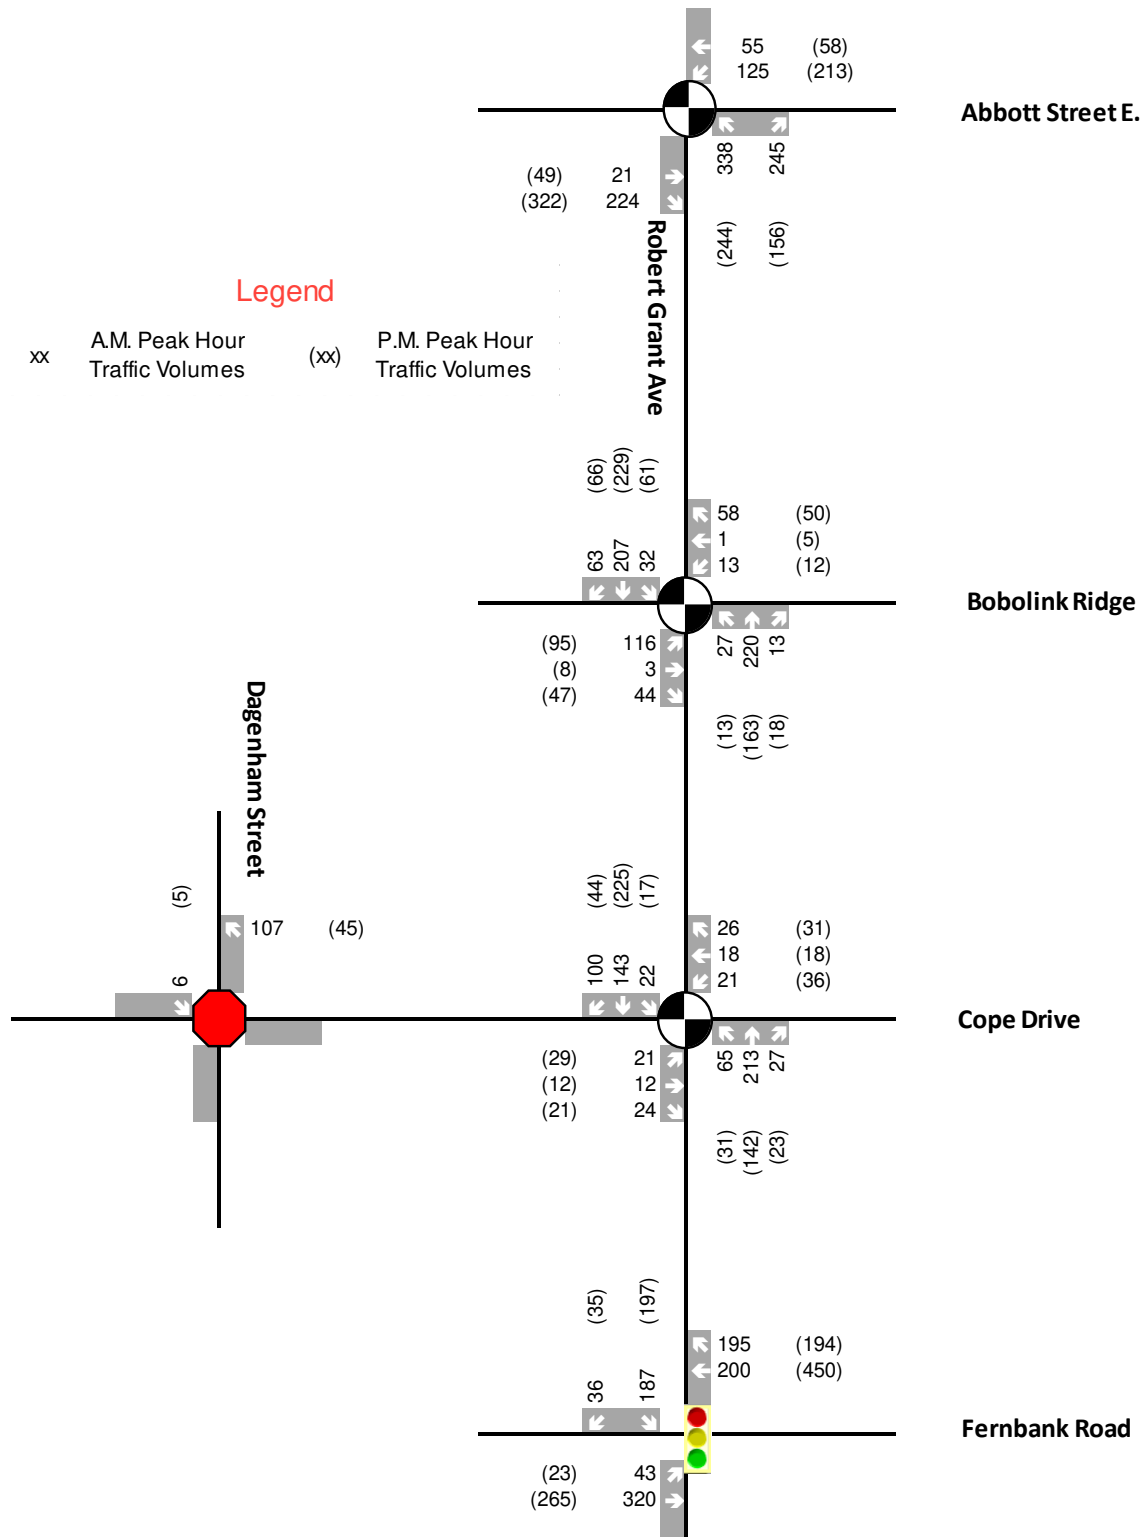 55 (58)
125 (213)
Abbott Street E.
338 245
(49) 21
(322) 224
(244) (156)
Robert Grant Ave
Legend
xx A.M. Peak Hour Traffic Volumes (xx) P.M. Peak Hour Traffic Volumes
(66) (229) (61)
58 (50)
1 (5)
13 (12)
63 207 32
Bobolink Ridge
(95) 116
(8) 3
(47) 44
27 220 13
(13) (163) (18)
Dagenham Street
(5)
107 (45)
6
(44) (225) (17)
26 (31)
18 (18)
21 (36)
100 143 22
Cope Drive
(29) 21
(12) 12
(21) 24
65 213 27
(31) (142) (23)
(35) (197)
195 (194)
200 (450)
36 187
Fernbank Road
(23) 43
(265) 320